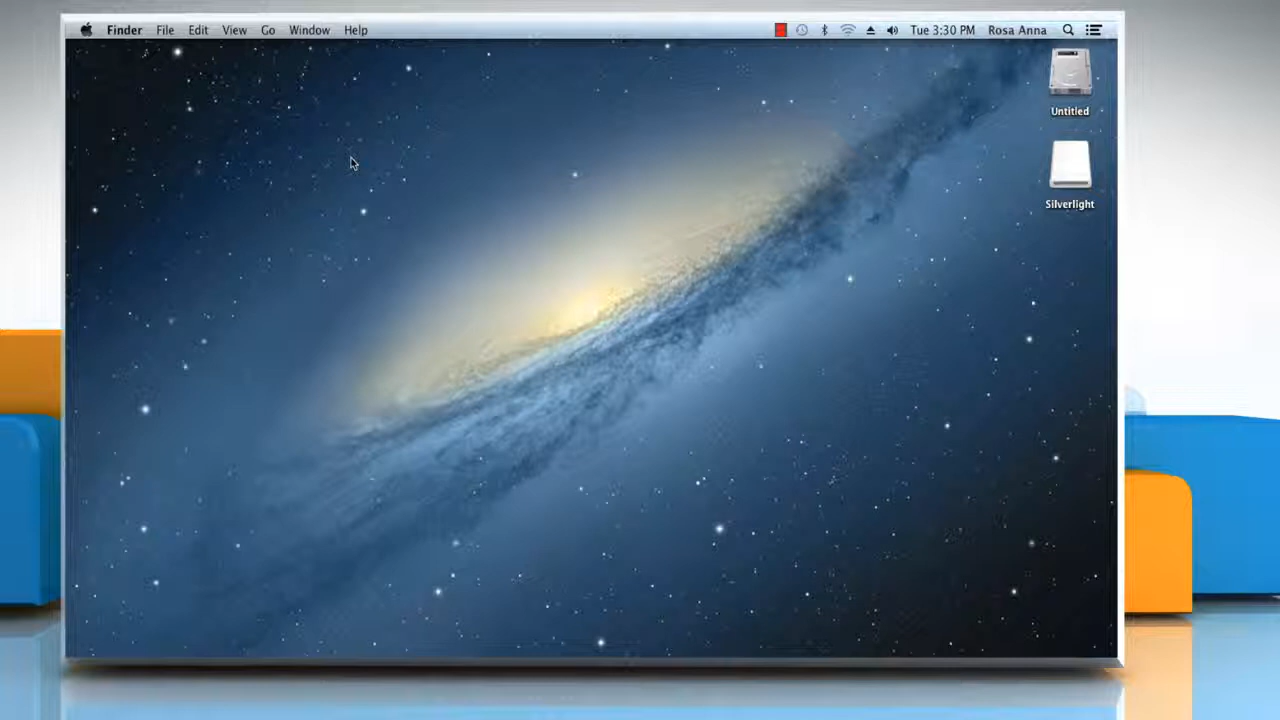 Finder File Edit View Go Window Help Tue 3:30 PM Rosa Anna
Untitled
Silverlight